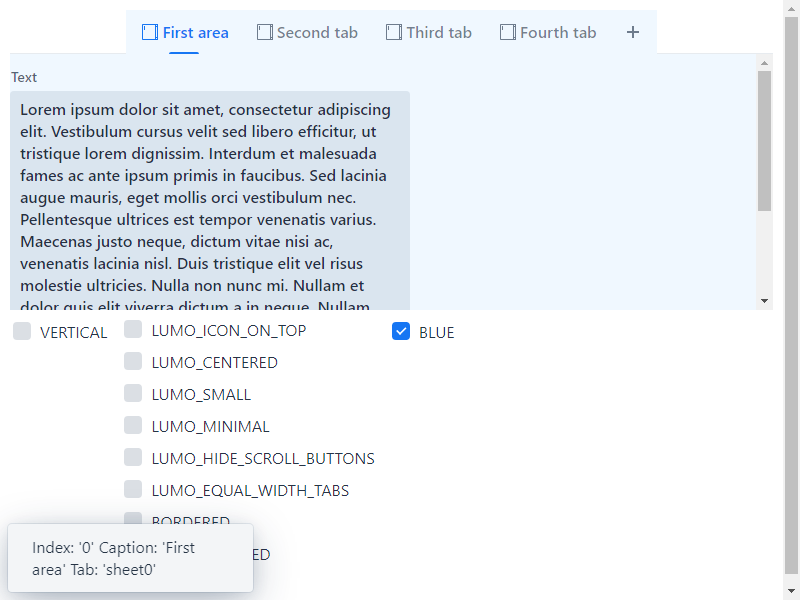 First area Second tab Third tab Fourth tab +
Text
Lorem ipsum dolor sit amet, consectetur adipiscing
elit. Vestibulum cursus velit sed libero efficitur, ut
tristique lorem dignissim. Interdum et malesuada
fames ac ante ipsum primis in faucibus. Sed lacinia
augue mauris, eget mollis orci vestibulum nec.
Pellentesque ultrices est tempor venenatis varius.
Maecenas justo neque, dictum vitae nisi ac,
venenatis lacinia nisl. Duis tristique elit vel risus
molestie ultricies. Nulla non nunc mi. Nullam et
dolor quis elit viverra dictum a in neque. Nullam
VERTICAL LUMO_ICON_ON_TOP BLUE
LUMO_CENTERED
LUMO_SMALL
LUMO_MINIMAL
LUMO_HIDE_SCROLL_BUTTONS
LUMO_EQUAL_WIDTH_TABS
BORDERED
ED
Index: '0' Caption: 'First
area' Tab: 'sheet0'